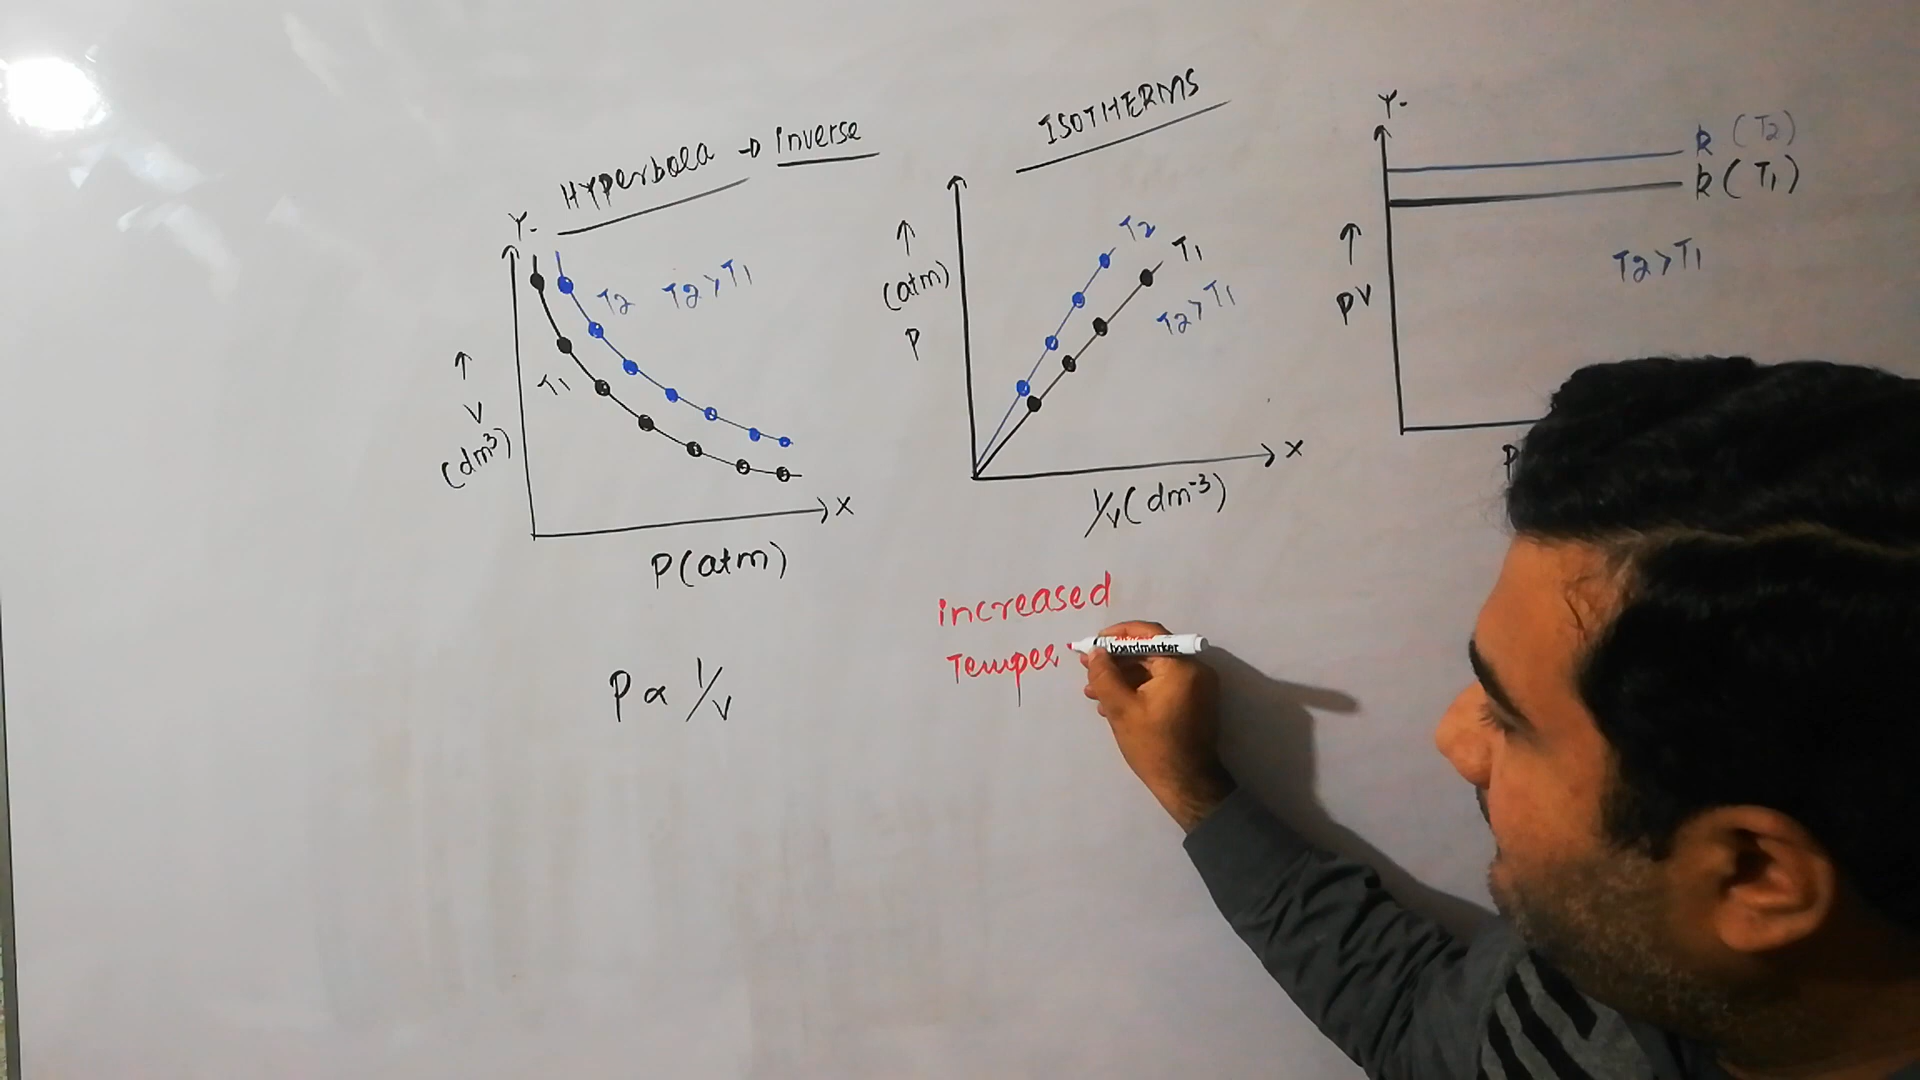 HYPerbola → Inverse
Y-
T2 T2 > T1
T1
↑
V
(dm³)
X
P(atm)
P ∝ 1/V
ISOTHERMS
↑
(atm)
P
T2
T1
T2 > T1
X
1/V (dm-3)
increased
Temper
boardmarker
Y-
k (T2)
k (T1)
↑
PV
T2 > T1
P